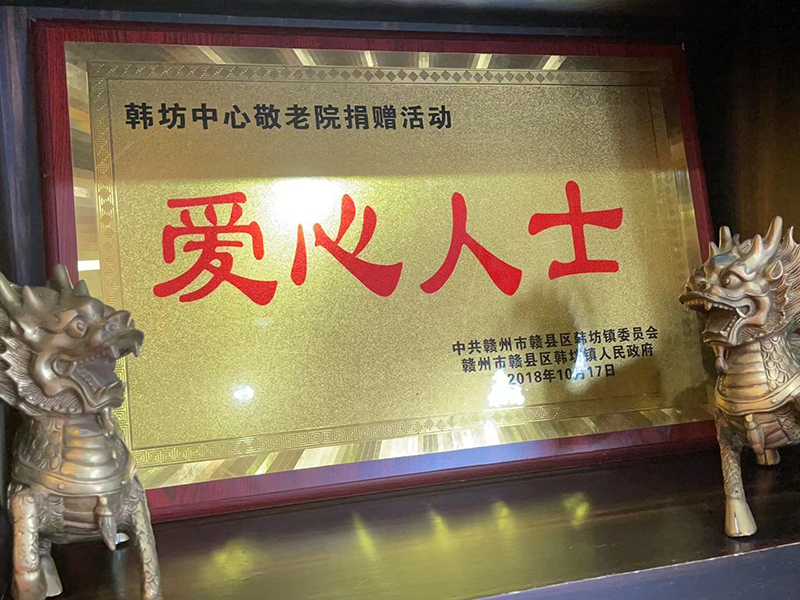 韩坊中心敬老院捐赠活动
爱心人士
中共赣州市赣县区韩坊镇委员会
赣州市赣县区韩坊镇人民政府
2018年10月17日